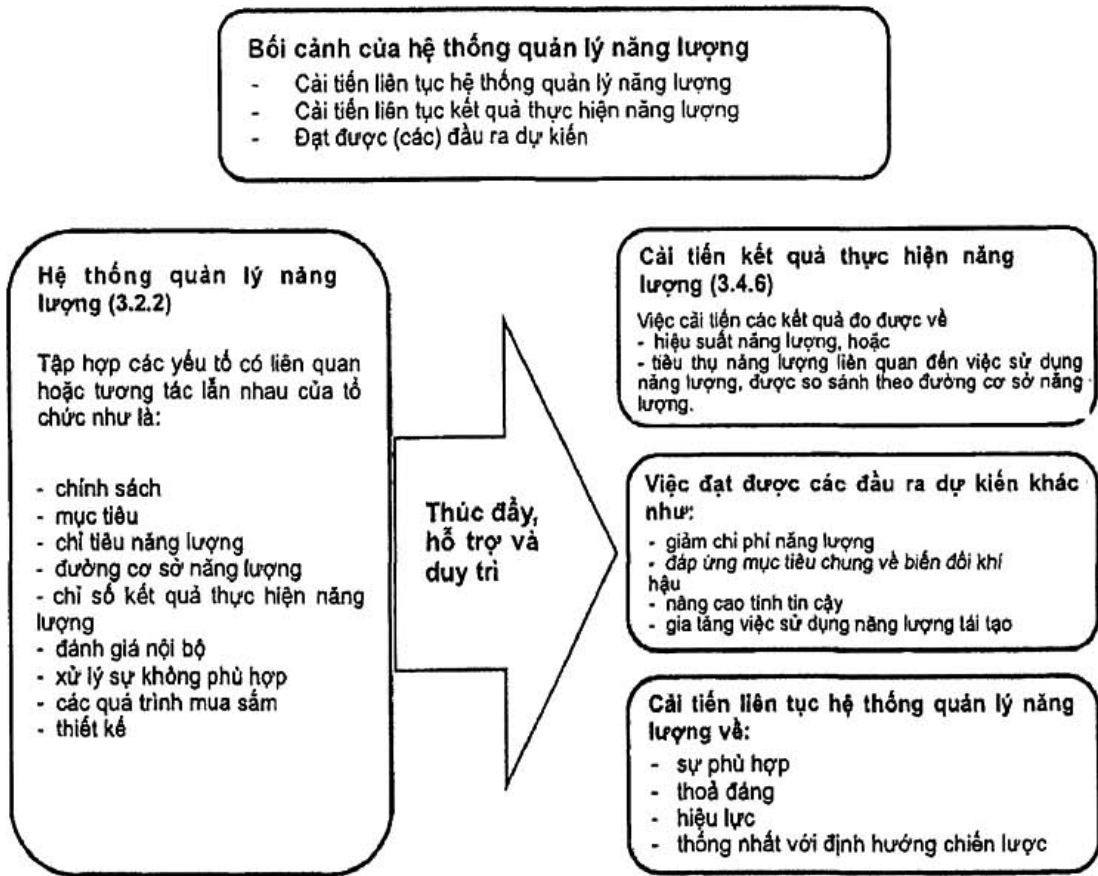 Bối cảnh của hệ thống quản lý năng lượng
- Cải tiến liên tục hệ thống quản lý năng lượng
- Cải tiến liên tục kết quả thực hiện năng lượng
- Đạt được (các) đầu ra dự kiến
Hệ thống quản lý năng
lượng (3.2.2)
Tập hợp các yếu tố có liên quan
hoặc tương tác lẫn nhau của tổ
chức như là:
- chính sách
- mục tiêu
- chỉ tiêu năng lượng
- đường cơ sở năng lượng
- chỉ số kết quả thực hiện năng
lượng
- đánh giá nội bộ
- xử lý sự không phù hợp
- các quá trình mua sắm
- thiết kế
Thúc đẩy,
hỗ trợ và
duy trì
Cải tiến kết quả thực hiện năng
lượng (3.4.6)
Việc cải tiến các kết quả đo được về
- hiệu suất năng lượng, hoặc
- tiêu thụ năng lượng liên quan đến việc sử dụng
năng lượng, được so sánh theo đường cơ sở năng
lượng.
Việc đạt được các đầu ra dự kiến khác
như:
- giảm chi phí năng lượng
- đáp ứng mục tiêu chung về biến đổi khí
hậu
- nâng cao tính tin cậy
- gia tăng việc sử dụng năng lượng tái tạo
Cải tiến liên tục hệ thống quản lý năng
lượng về:
- sự phù hợp
- thoả đáng
- hiệu lực
- thống nhất với định hướng chiến lược